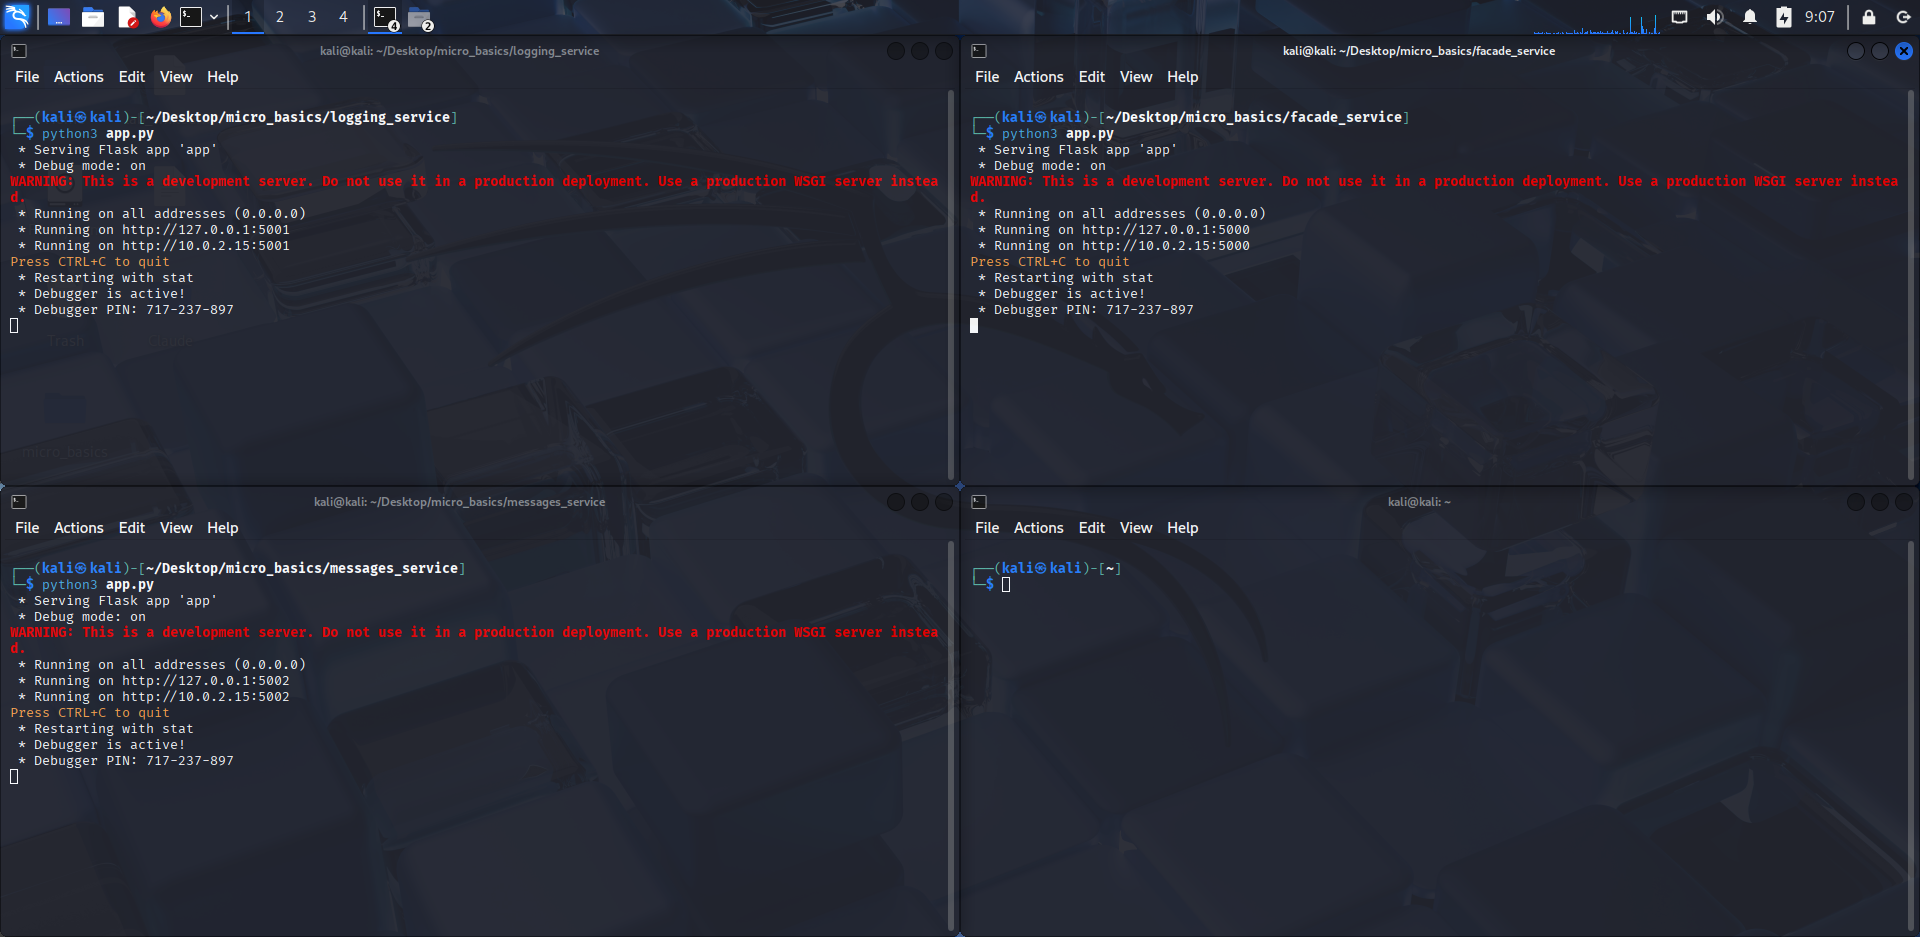 1 2 3 4 4 2 9:07
kali@kali: ~/Desktop/micro_basics/logging_service
File Actions Edit View Help
┌──(kali㉿kali)-[~/Desktop/micro_basics/logging_service]
└─$ python3 app.py
* Serving Flask app 'app'
* Debug mode: on
WARNING: This is a development server. Do not use it in a production deployment. Use a production WSGI server instea
d.
* Running on all addresses (0.0.0.0)
* Running on http://127.0.0.1:5001
* Running on http://10.0.2.15:5001
Press CTRL+C to quit
* Restarting with stat
* Debugger is active!
* Debugger PIN: 717-237-897
Trash Claude
micro_basics
kali@kali: ~/Desktop/micro_basics/facade_service
File Actions Edit View Help
┌──(kali㉿kali)-[~/Desktop/micro_basics/facade_service]
└─$ python3 app.py
* Serving Flask app 'app'
* Debug mode: on
WARNING: This is a development server. Do not use it in a production deployment. Use a production WSGI server instea
d.
* Running on all addresses (0.0.0.0)
* Running on http://127.0.0.1:5000
* Running on http://10.0.2.15:5000
Press CTRL+C to quit
* Restarting with stat
* Debugger is active!
* Debugger PIN: 717-237-897
kali@kali: ~/Desktop/micro_basics/messages_service
File Actions Edit View Help
┌──(kali㉿kali)-[~/Desktop/micro_basics/messages_service]
└─$ python3 app.py
* Serving Flask app 'app'
* Debug mode: on
WARNING: This is a development server. Do not use it in a production deployment. Use a production WSGI server instea
d.
* Running on all addresses (0.0.0.0)
* Running on http://127.0.0.1:5002
* Running on http://10.0.2.15:5002
Press CTRL+C to quit
* Restarting with stat
* Debugger is active!
* Debugger PIN: 717-237-897
kali@kali: ~
File Actions Edit View Help
┌──(kali㉿kali)-[~]
└─$